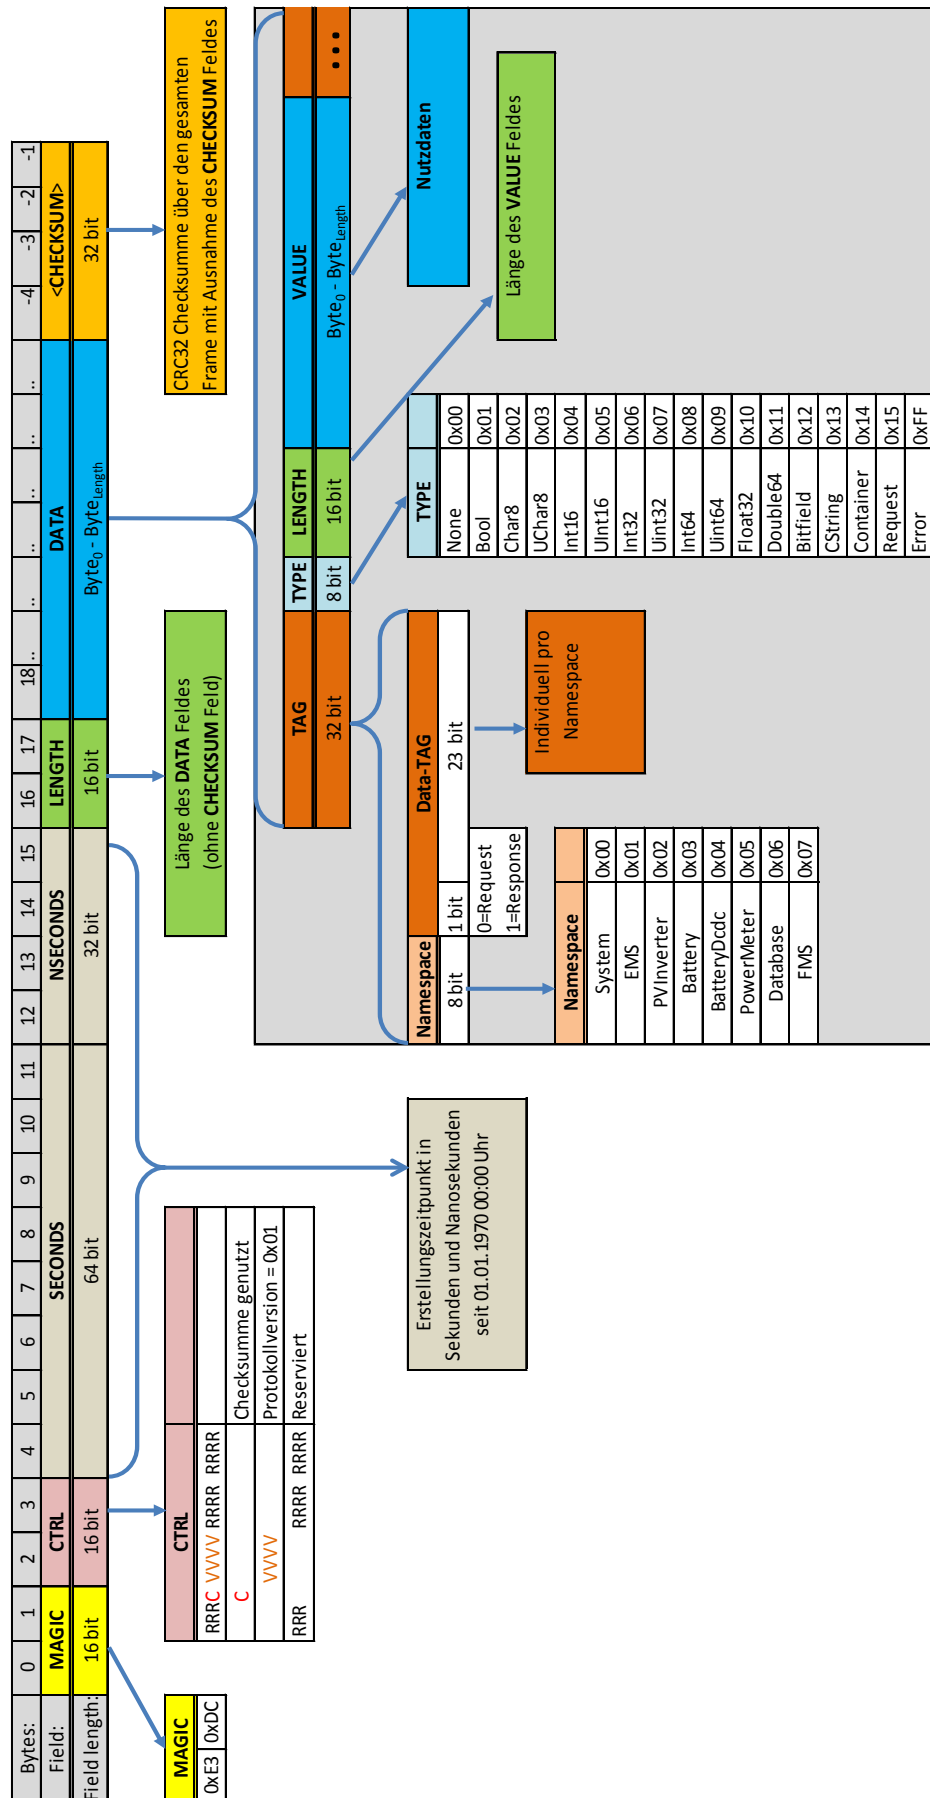 Bytes: 0 1 2 3 4 5 6 7 8 9 10 11 12 13 14 15 16 17 18 .. .. .. .. .. .. -4 -3 -2 -1
Field: MAGIC CTRL SECONDS NSECONDS LENGTH DATA <CHECKSUM>
Field length: 16 bit 16 bit 64 bit 32 bit 16 bit Byte0 - ByteLength 32 bit
MAGIC
0xE3 0xDC
CTRL
RRRC VVVV RRRR RRRR
C Checksumme genutzt
VVVV Protokollversion = 0x01
RRR RRRR RRRR Reserviert
Erstellungszeitpunkt in
Sekunden und Nanosekunden
seit 01.01.1970 00:00 Uhr
Länge des DATA Feldes
(ohne CHECKSUM Feld)
CRC32 Checksumme über den gesamten
Frame mit Ausnahme des CHECKSUM Feldes
TAG TYPE LENGTH VALUE
32 bit 8 bit 16 bit Byte0 - ByteLength ...
Namespace Data-TAG
8 bit 1 bit 23 bit
0=Request
1=Response
Individuell pro
Namespace
Namespace
System 0x00
EMS 0x01
PVInverter 0x02
Battery 0x03
BatteryDcdc 0x04
PowerMeter 0x05
Database 0x06
FMS 0x07
TYPE
None 0x00
Bool 0x01
Char8 0x02
UChar8 0x03
Int16 0x04
UInt16 0x05
Int32 0x06
Uint32 0x07
Int64 0x08
Uint64 0x09
Float32 0x10
Double64 0x11
Bitfield 0x12
CString 0x13
Container 0x14
Request 0x15
Error 0xFF
Länge des VALUE Feldes
Nutzdaten